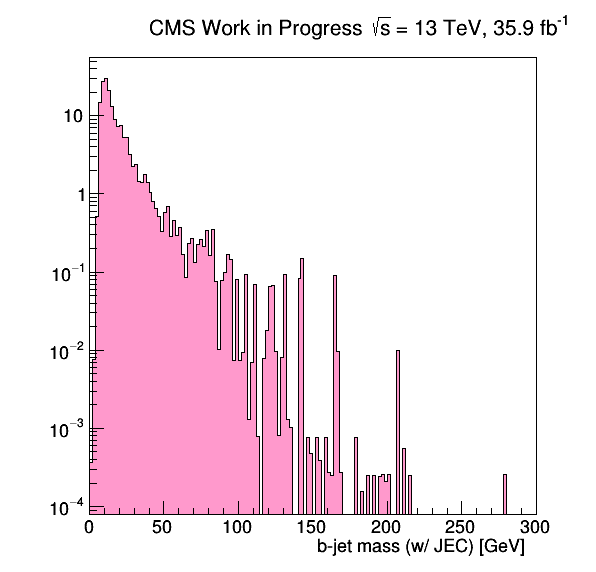 CMS Work in Progress √s = 13 TeV, 35.9 fb⁻¹
10
1
10⁻¹
10⁻²
10⁻³
10⁻⁴
0 50 100 150 200 250 300
b-jet mass (w/ JEC) [GeV]